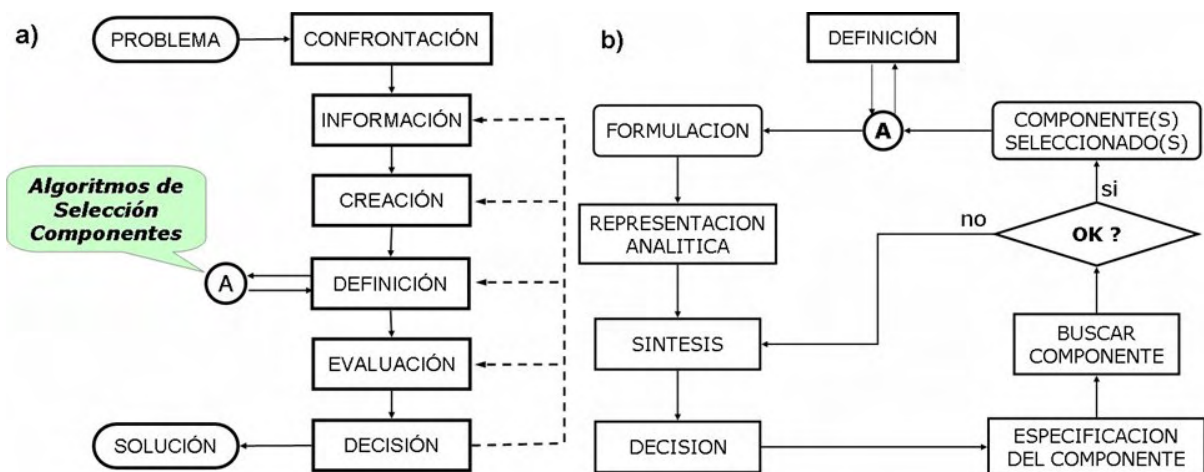 a)
PROBLEMA
CONFRONTACIÓN
INFORMACIÓN
CREACIÓN
Algoritmos de
Selección
Componentes
A
DEFINICIÓN
EVALUACIÓN
DECISIÓN
SOLUCIÓN
b)
DEFINICIÓN
A
FORMULACION
REPRESENTACION
ANALITICA
SINTESIS
DECISION
ESPECIFICACION
DEL COMPONENTE
BUSCAR
COMPONENTE
OK ?
no
si
COMPONENTE(S)
SELECCIONADO(S)